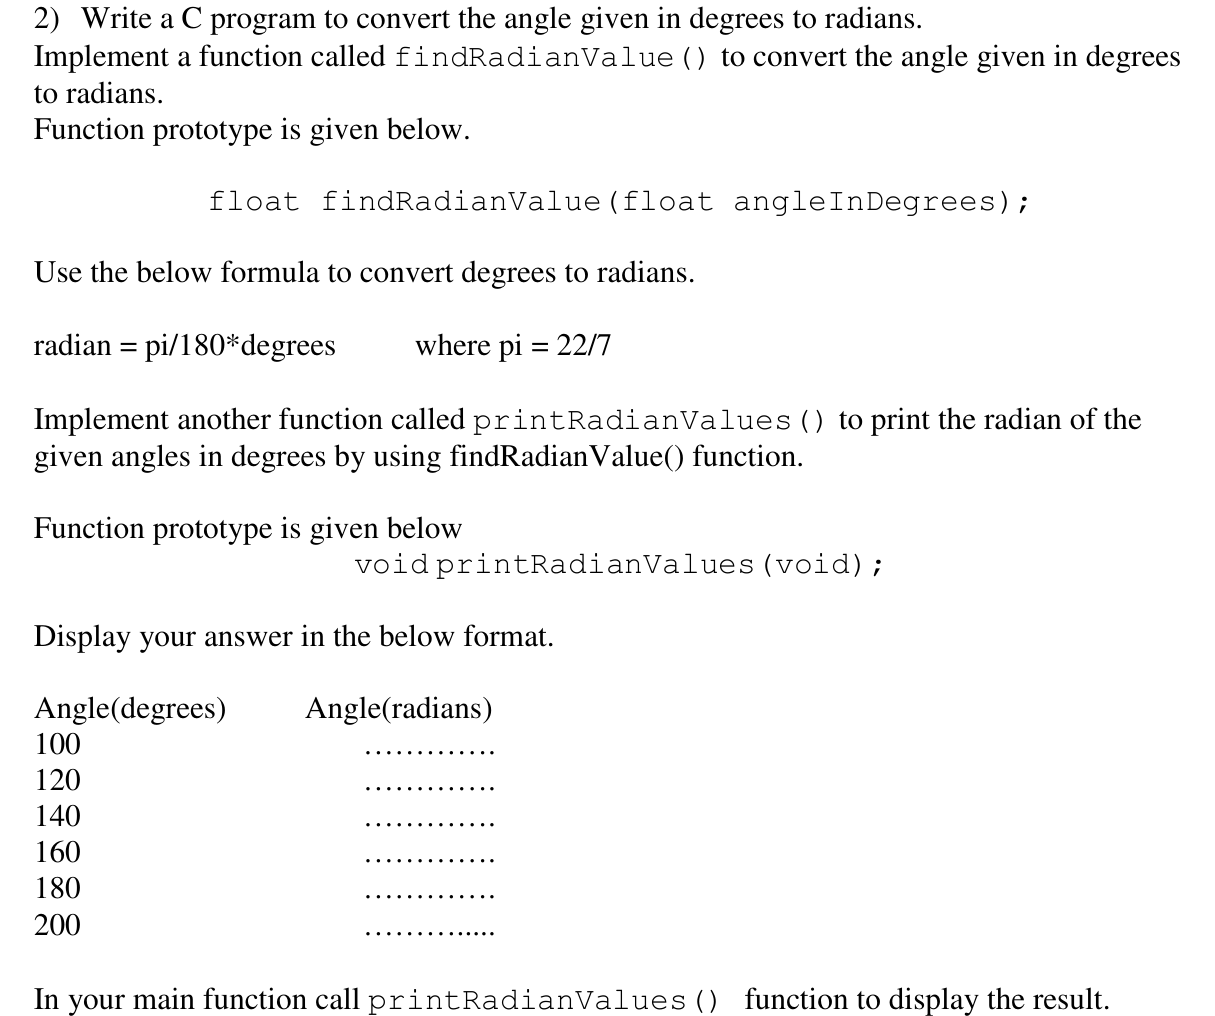 2) Write a C program to convert the angle given in degrees to radians.
Implement a function called findRadianValue() to convert the angle given in degrees
to radians.
Function prototype is given below.
float findRadianValue(float angleInDegrees);
Use the below formula to convert degrees to radians.
radian = pi/180*degrees where pi = 22/7
Implement another function called printRadianValues() to print the radian of the
given angles in degrees by using findRadianValue() function.
Function prototype is given below
void printRadianValues(void);
Display your answer in the below format.
Angle(degrees) Angle(radians)
100 .............
120 .............
140 .............
160 .............
180 .............
200 ..............
In your main function call printRadianValues() function to display the result.